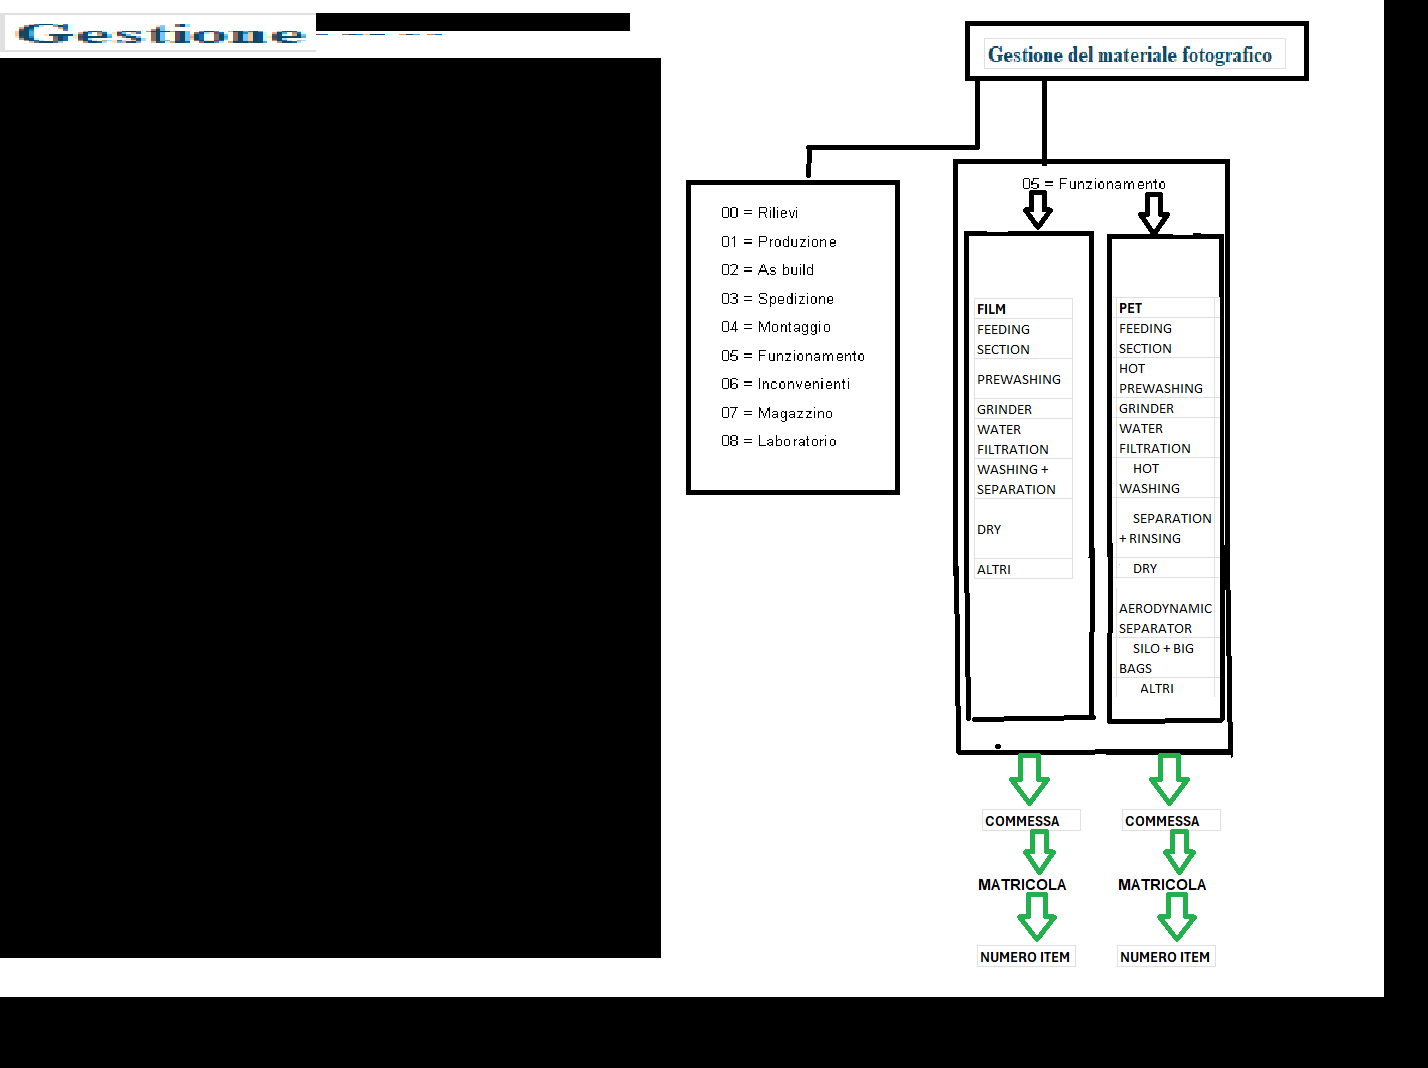 Gestione
Gestione del materiale fotografico
00 = Rilievi
01 = Produzione
02 = As build
03 = Spedizione
04 = Montaggio
05 = Funzionamento
06 = Inconvenienti
07 = Magazzino
08 = Laboratorio
05 = Funzionamento
FILM
FEEDING
SECTION
PREWASHING
GRINDER
WATER
FILTRATION
WASHING +
SEPARATION
DRY
ALTRI
PET
FEEDING
SECTION
HOT
PREWASHING
GRINDER
WATER
FILTRATION
HOT
WASHING
SEPARATION
+ RINSING
DRY
AERODYNAMIC
SEPARATOR
SILO + BIG
BAGS
ALTRI
COMMESSA
MATRICOLA
NUMERO ITEM
COMMESSA
MATRICOLA
NUMERO ITEM